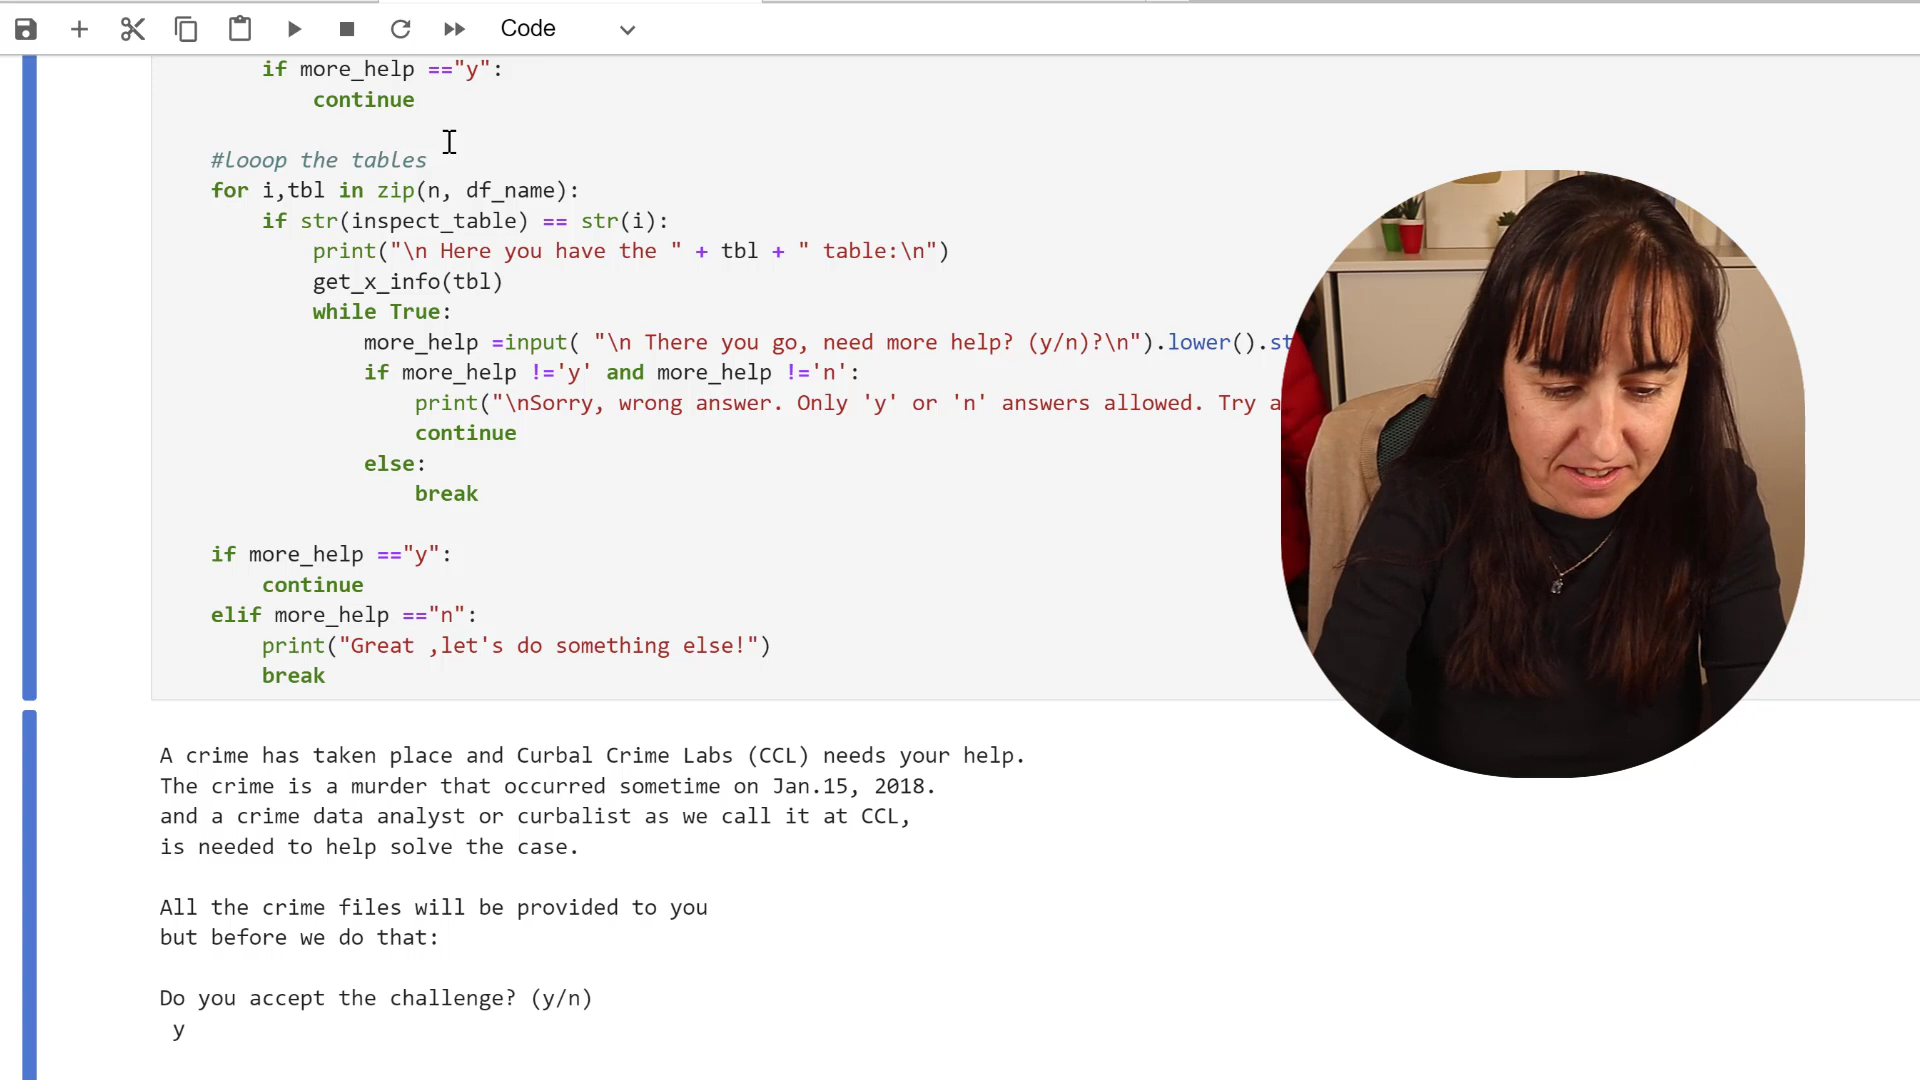 Code
if more_help =="y":
continue
#looop the tables
for i,tbl in zip(n, df_name):
if str(inspect_table) == str(i):
print("\n Here you have the " + tbl + " table:\n")
get_x_info(tbl)
while True:
more_help =input( "\n There you go, need more help? (y/n)?\n").lower().st
if more_help !='y' and more_help !='n':
print("\nSorry, wrong answer. Only 'y' or 'n' answers allowed. Try a
continue
else:
break
if more_help =="y":
continue
elif more_help =="n":
print("Great ,let's do something else!")
break
A crime has taken place and Curbal Crime Labs (CCL) needs your help.
The crime is a murder that occurred sometime on Jan.15, 2018.
and a crime data analyst or curbalist as we call it at CCL,
is needed to help solve the case.
All the crime files will be provided to you
but before we do that:
Do you accept the challenge? (y/n)
y